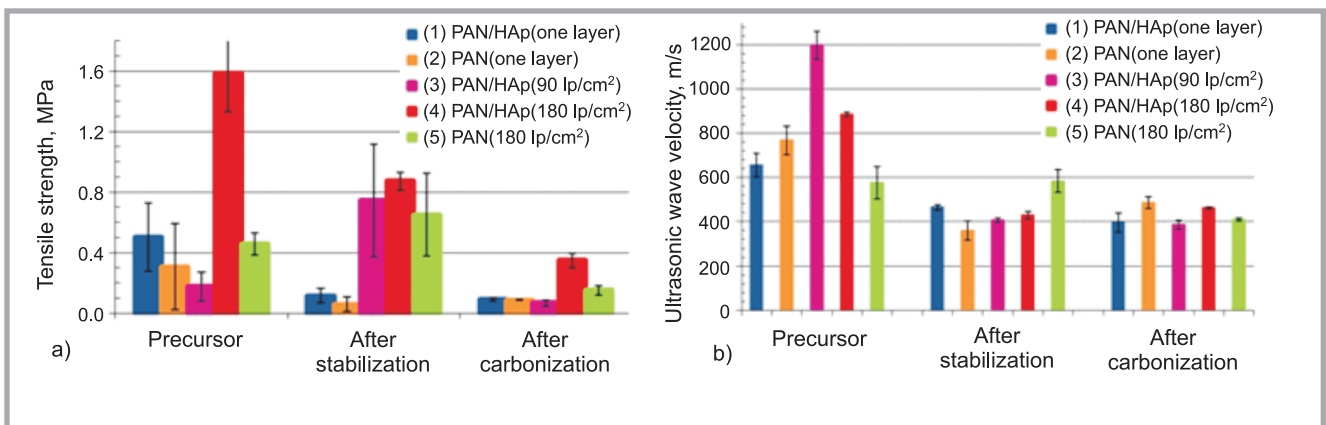 Tensile strength, MPa
1.6
1.2
0.8
0.4
0.0
(1) PAN/HAp(one layer)
(2) PAN(one layer)
(3) PAN/HAp(90 lp/cm²)
(4) PAN/HAp(180 lp/cm²)
(5) PAN(180 lp/cm²)
Precursor
After
stabilization
After
carbonization
a)
Ultrasonic wave velocity, m/s
1200
1000
800
600
400
200
0
(1) PAN/HAp(one layer)
(2) PAN(one layer)
(3) PAN/HAp(90 lp/cm²)
(4) PAN/HAp(180 lp/cm²)
(5) PAN(180 lp/cm²)
Precursor
After
stabilization
After
carbonization
b)